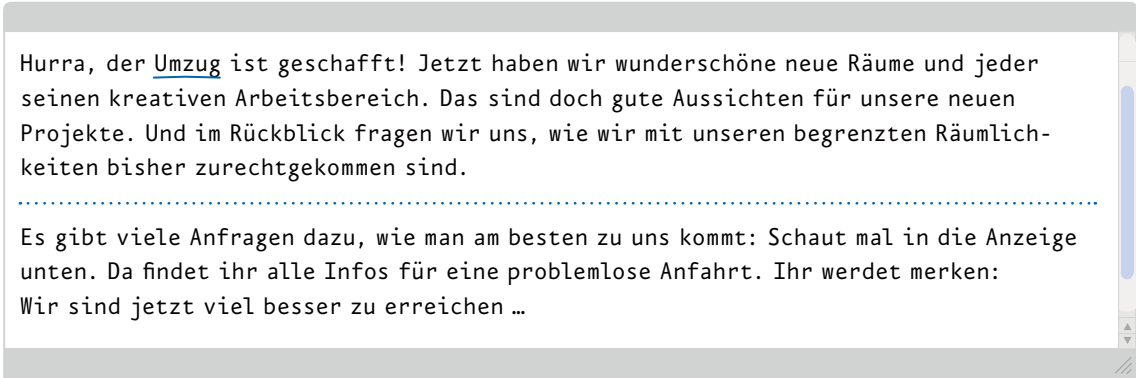 Hurra, der Umzug ist geschafft! Jetzt haben wir wunderschöne neue Räume und jeder
seinen kreativen Arbeitsbereich. Das sind doch gute Aussichten für unsere neuen
Projekte. Und im Rückblick fragen wir uns, wie wir mit unseren begrenzten Räumlich-
keiten bisher zurechtgekommen sind.
Es gibt viele Anfragen dazu, wie man am besten zu uns kommt: Schaut mal in die Anzeige
unten. Da findet ihr alle Infos für eine problemlose Anfahrt. Ihr werdet merken:
Wir sind jetzt viel besser zu erreichen …